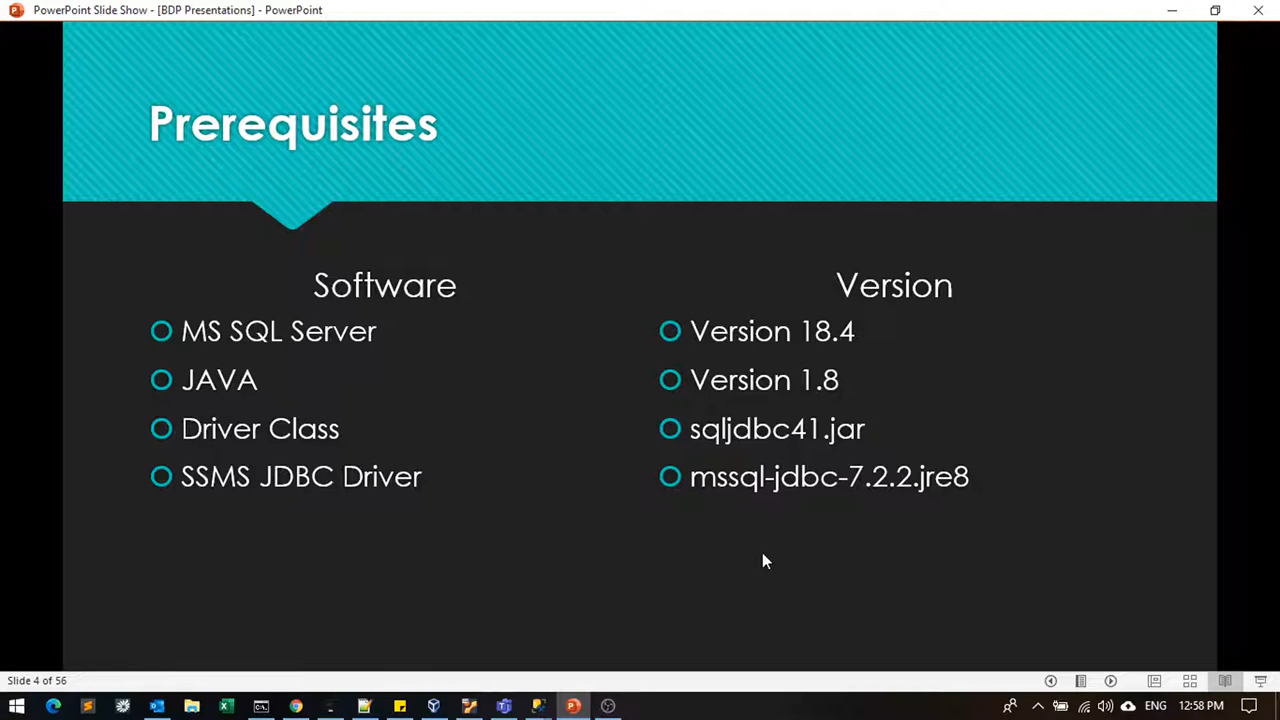 PowerPoint Slide Show - [BDP Presentations] - PowerPoint
Prerequisites
Software
MS SQL Server
JAVA
Driver Class
SSMS JDBC Driver
Version
Version 18.4
Version 1.8
sqljdbc41.jar
mssql-jdbc-7.2.2.jre8
Slide 4 of 56
ENG
12:58 PM